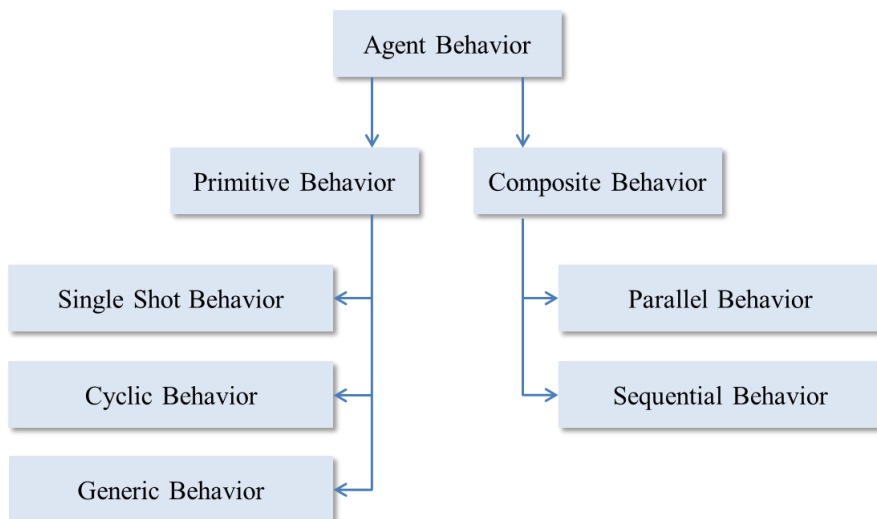 Agent Behavior
Primitive Behavior
Composite Behavior
Single Shot Behavior
Parallel Behavior
Cyclic Behavior
Sequential Behavior
Generic Behavior